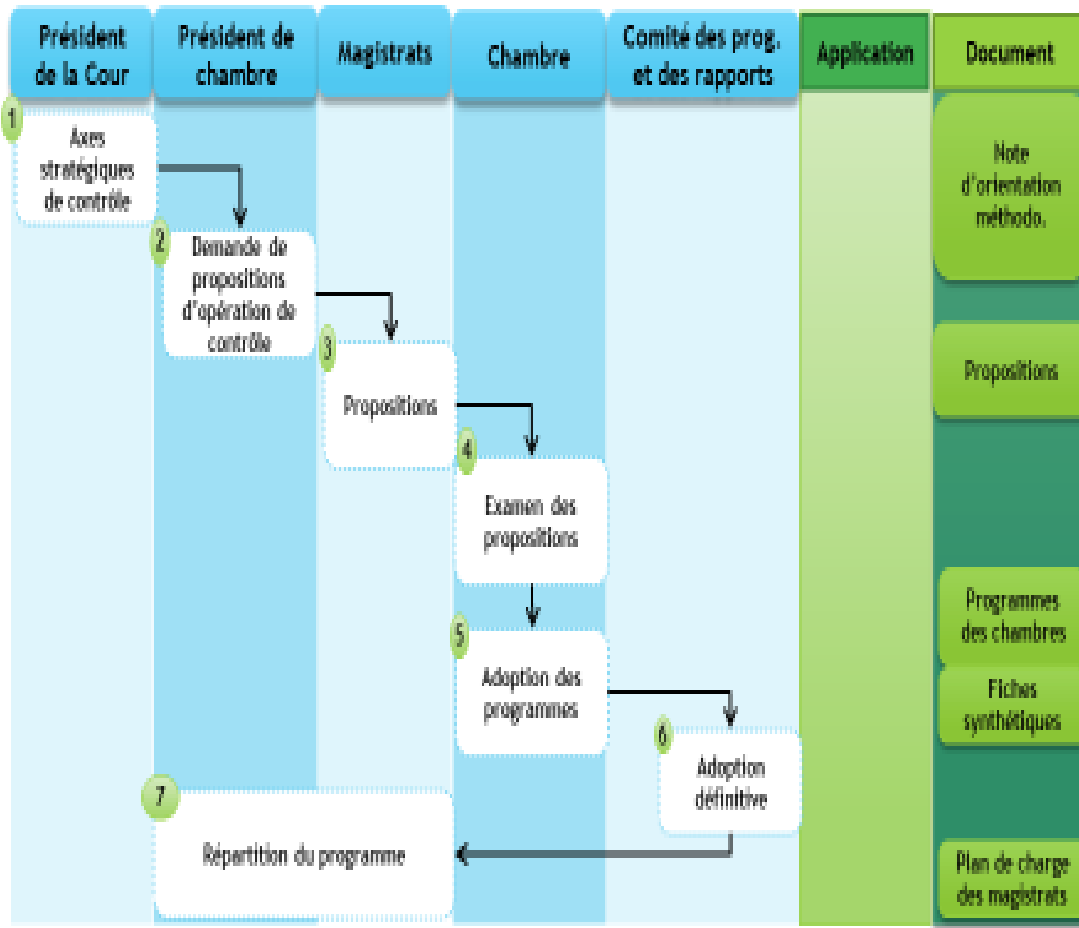 Président
de la Cour
Président de
chambre
Magistrats
Chambre
Comité des prog.
et des rapports
Application
Document
1
Axes
stratégiques
de contrôle
2
Demande de
propositions
d'opération de
contrôle
3
Propositions
4
Examen des
propositions
5
Adoption des
programmes
6
Adoption
définitive
7
Répartition du programme
Note
d'orientation
méthodo.
Propositions
Programmes
des chambres
Fiches
synthétiques
Plan de charge
des magistrats